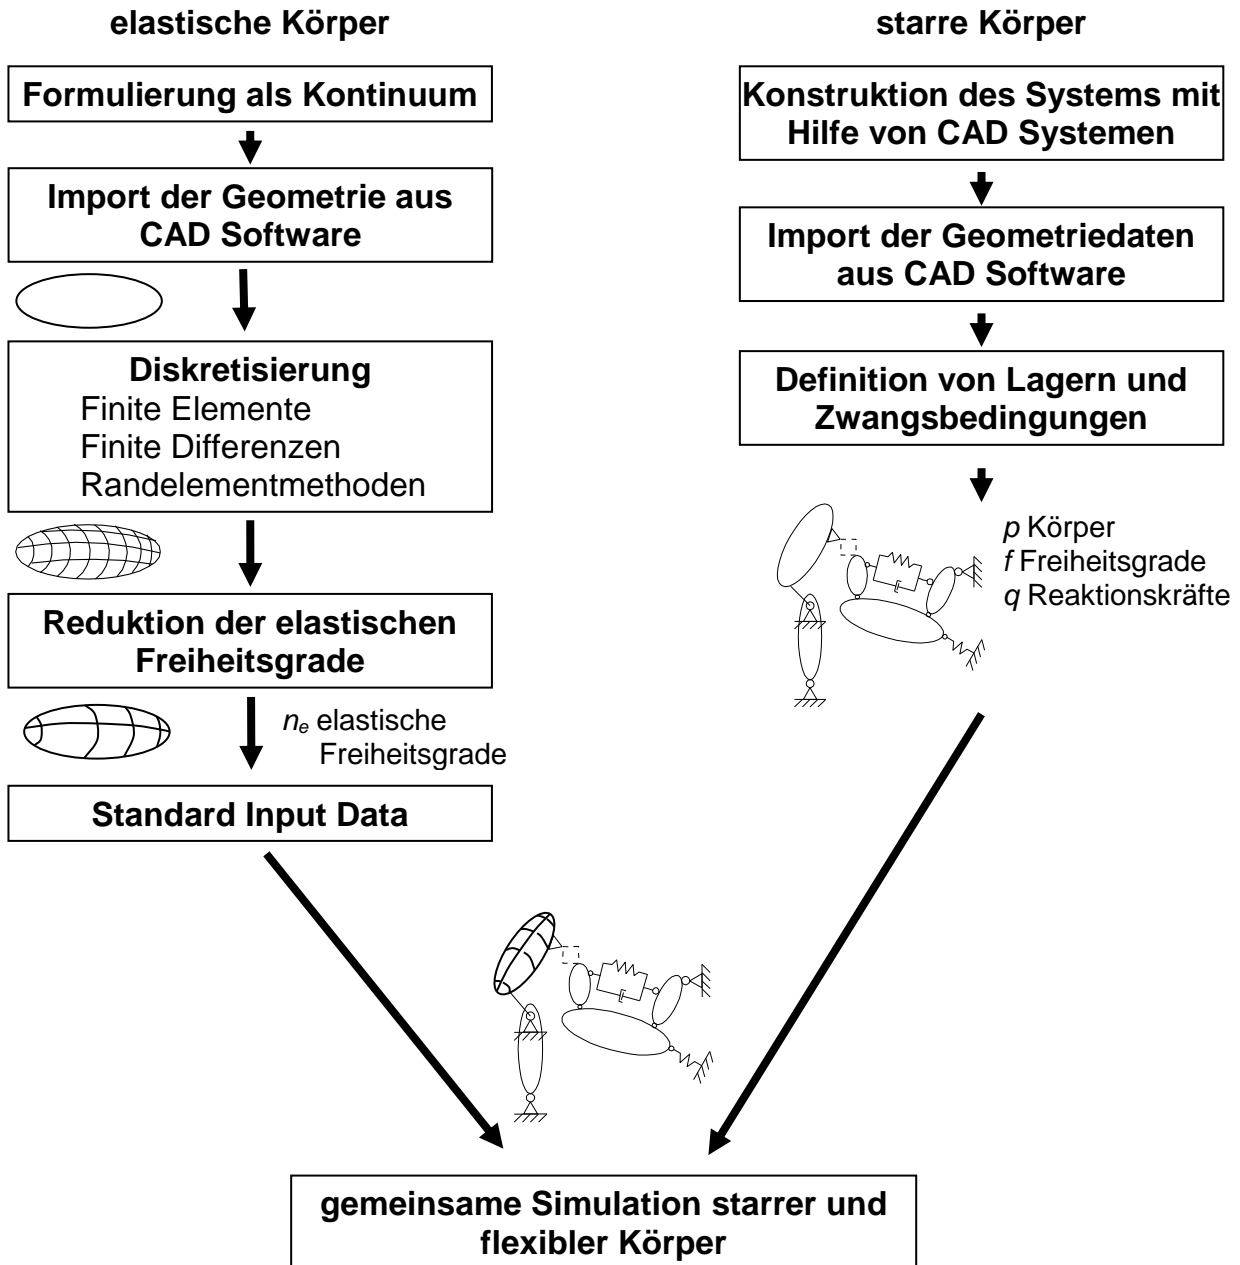 elastische Körper
Formulierung als Kontinuum
Import der Geometrie aus
CAD Software
Diskretisierung
Finite Elemente
Finite Differenzen
Randelementmethoden
Reduktion der elastischen
Freiheitsgrade
nₑ elastische
Freiheitsgrade
Standard Input Data
starre Körper
Konstruktion des Systems mit
Hilfe von CAD Systemen
Import der Geometriedaten
aus CAD Software
Definition von Lagern und
Zwangsbedingungen
p Körper
f Freiheitsgrade
q Reaktionskräfte
gemeinsame Simulation starrer und
flexibler Körper